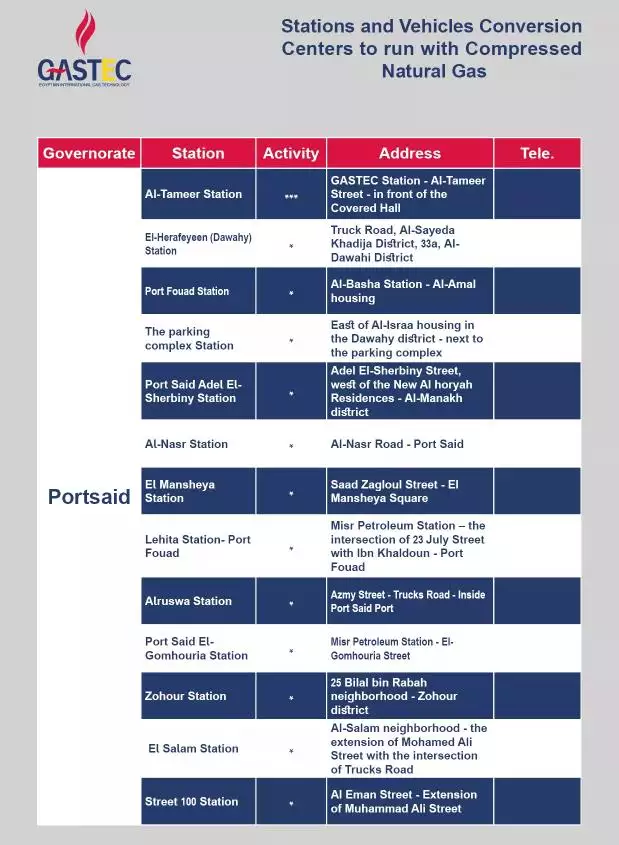 GASTEC
EGYPTIAN INTERNATIONAL GAS TECHNOLOGY
Stations and Vehicles Conversion
Centers to run with Compressed
Natural Gas
Governorate Station Activity Address Tele.
Portsaid
Al-Tameer Station
***
GASTEC Station - Al-Tameer
Street - in front of the
Covered Hall
El-Herafeyeen (Dawahy)
Station
*
Truck Road, Al-Sayeda
Khadija District, 33a, Al-
Dawahi District
Port Fouad Station
*
Al-Basha Station - Al-Amal
housing
The parking
complex Station
*
East of Al-Israa housing in
the Dawahy district - next to
the parking complex
Port Said Adel El-
Sherbiny Station
*
Adel El-Sherbiny Street,
west of the New Al horyah
Residences - Al-Manakh
district
Al-Nasr Station
*
Al-Nasr Road - Port Said
El Mansheya
Station
*
Saad Zagloul Street - El
Mansheya Square
Lehita Station- Port
Fouad
*
Misr Petroleum Station – the
intersection of 23 July Street
with Ibn Khaldoun - Port
Fouad
Alruswa Station
*
Azmy Street - Trucks Road - Inside
Port Said Port
Port Said El-
Gomhouria Station
*
Misr Petroleum Station - El-
Gomhouria Street
Zohour Station
*
25 Bilal bin Rabah
neighborhood - Zohour
district
El Salam Station
*
Al-Salam neighborhood - the
extension of Mohamed Ali
Street with the intersection
of Trucks Road
Street 100 Station
*
Al Eman Street - Extension
of Muhammad Ali Street